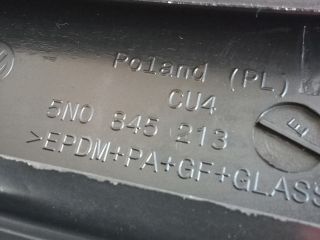 Poland (PL)
CU4
5N0 845 213
>EPDM+PA+GF+GLASS
E